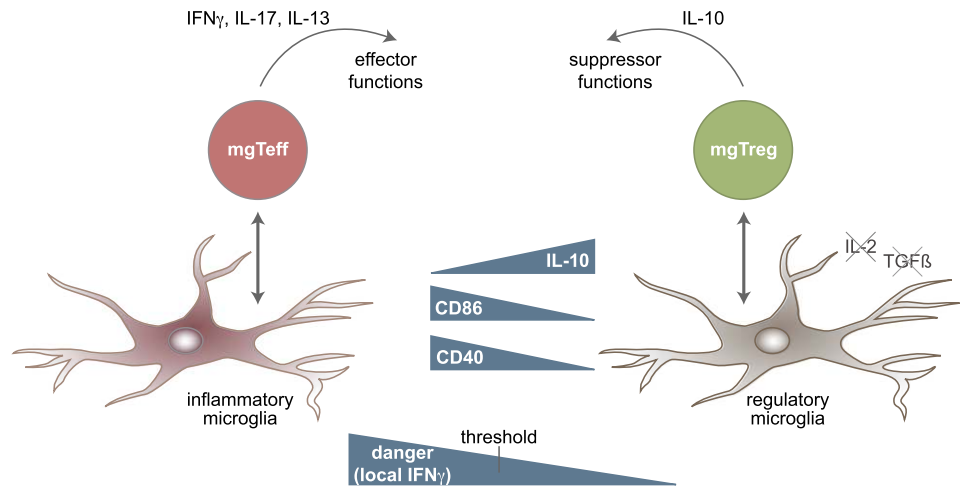 IFNγ, IL-17, IL-13
effector
functions
IL-10
suppressor
functions
mgTeff
mgTreg
IL-2
TGFß
IL-10
CD86
CD40
inflammatory
microglia
regulatory
microglia
threshold
danger
(local IFNγ)